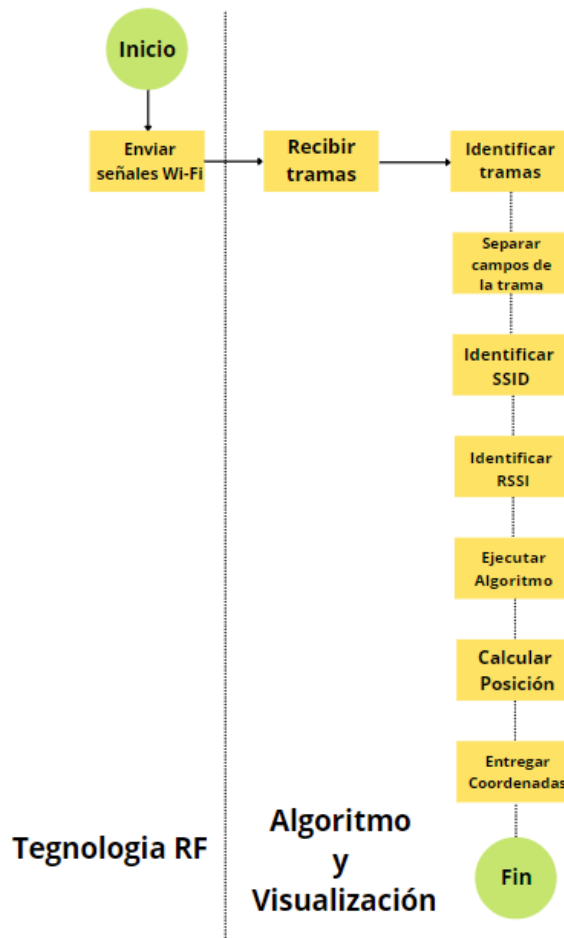 Inicio
Enviar
señales Wi-Fi
Recibir
tramas
Identificar
tramas
Separar
campos de
la trama
Identificar
SSID
Identificar
RSSI
Ejecutar
Algoritmo
Calcular
Posición
Entregar
Coordenadas
Fin
Tegnologia RF
Algoritmo
y
Visualización